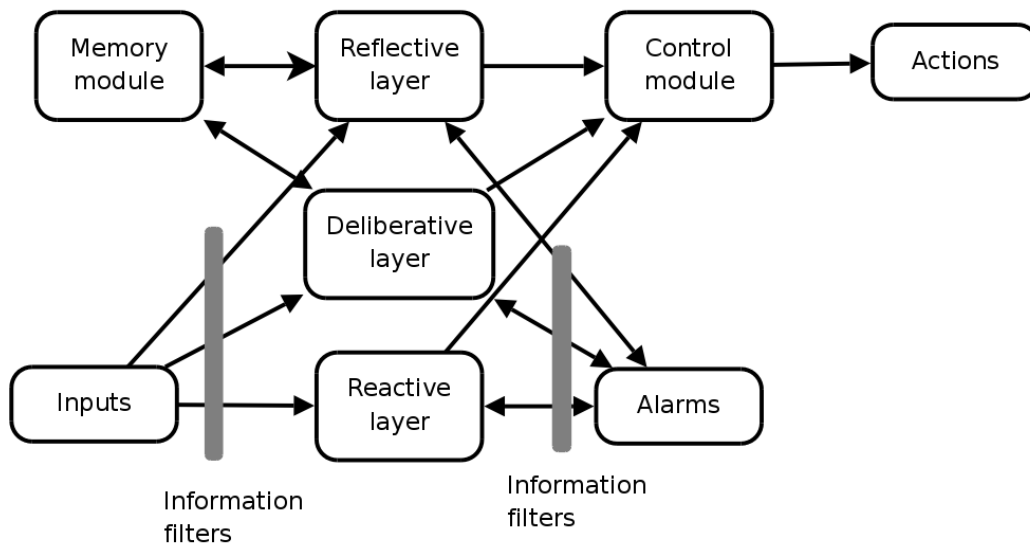 Memory
module
Reflective
layer
Control
module
Actions
Deliberative
layer
Inputs
Reactive
layer
Alarms
Information
filters
Information
filters